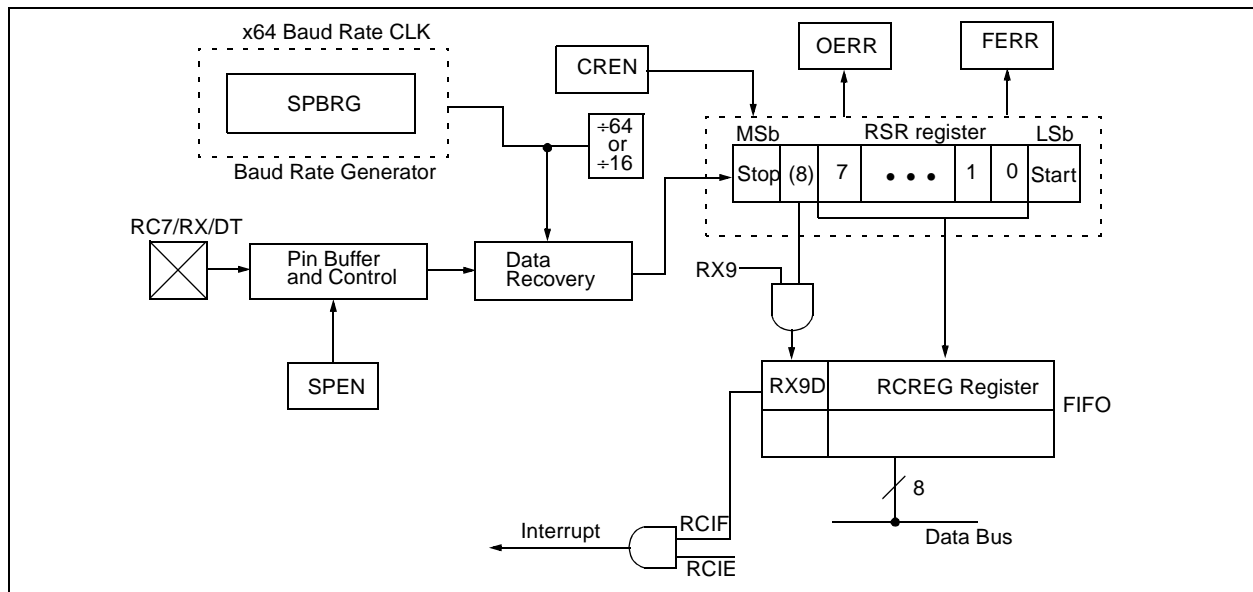 x64 Baud Rate CLK
SPBRG
Baud Rate Generator
CREN
OERR
FERR
÷64
or
÷16
MSb
RSR register
LSb
Stop
(8)
7
• • •
1
0
Start
RC7/RX/DT
Pin Buffer
and Control
Data
Recovery
RX9
SPEN
RX9D
RCREG Register
FIFO
8
Interrupt
RCIF
RCIE
Data Bus